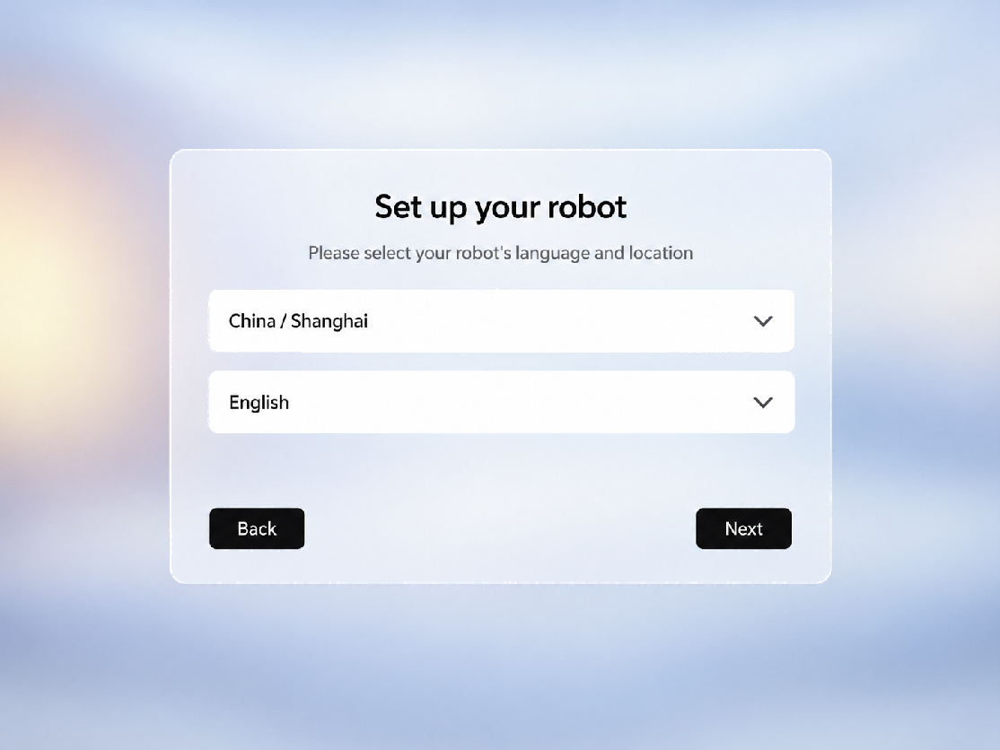 Set up your robot
Please select your robot's language and location
China / Shanghai
English
Back
Next